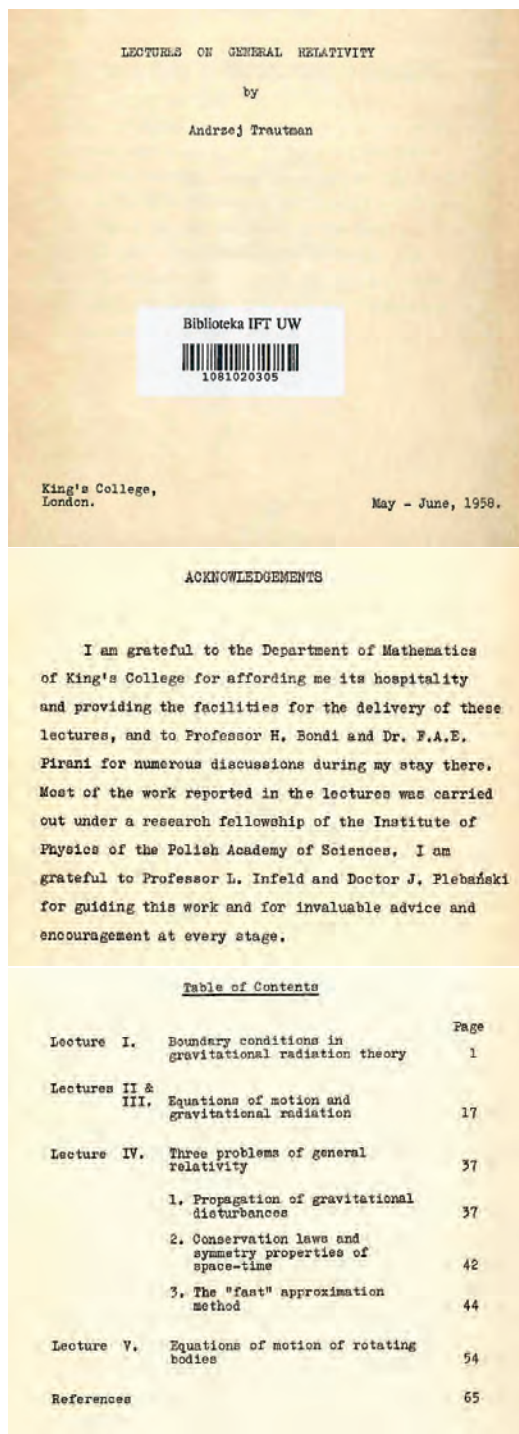 LECTURES ON GENERAL RELATIVITY
by
Andrzej Trautman
Biblioteka IFT UW
1081020305
King's College,
London.
May - June, 1958.
ACKNOWLEDGEMENTS
I am grateful to the Department of Mathematics
of King's College for affording me its hospitality
and providing the facilities for the delivery of these
lectures, and to Professor H. Bondi and Dr. F.A.E.
Pirani for numerous discussions during my stay there.
Most of the work reported in the lectures was carried
out under a research fellowship of the Institute of
Physics of the Polish Academy of Sciences. I am
grateful to Professor L. Infeld and Doctor J. Plebański
for guiding this work and for invaluable advice and
encouragement at every stage.
Table of Contents
Page
Lecture I. Boundary conditions in
gravitational radiation theory 1
Lectures II &
III. Equations of motion and
gravitational radiation 17
Lecture IV. Three problems of general
relativity 37
1. Propagation of gravitational
disturbances 37
2. Conservation laws and
symmetry properties of
space-time 42
3. The "fast" approximation
method 44
Lecture V. Equations of motion of rotating
bodies 54
References 65